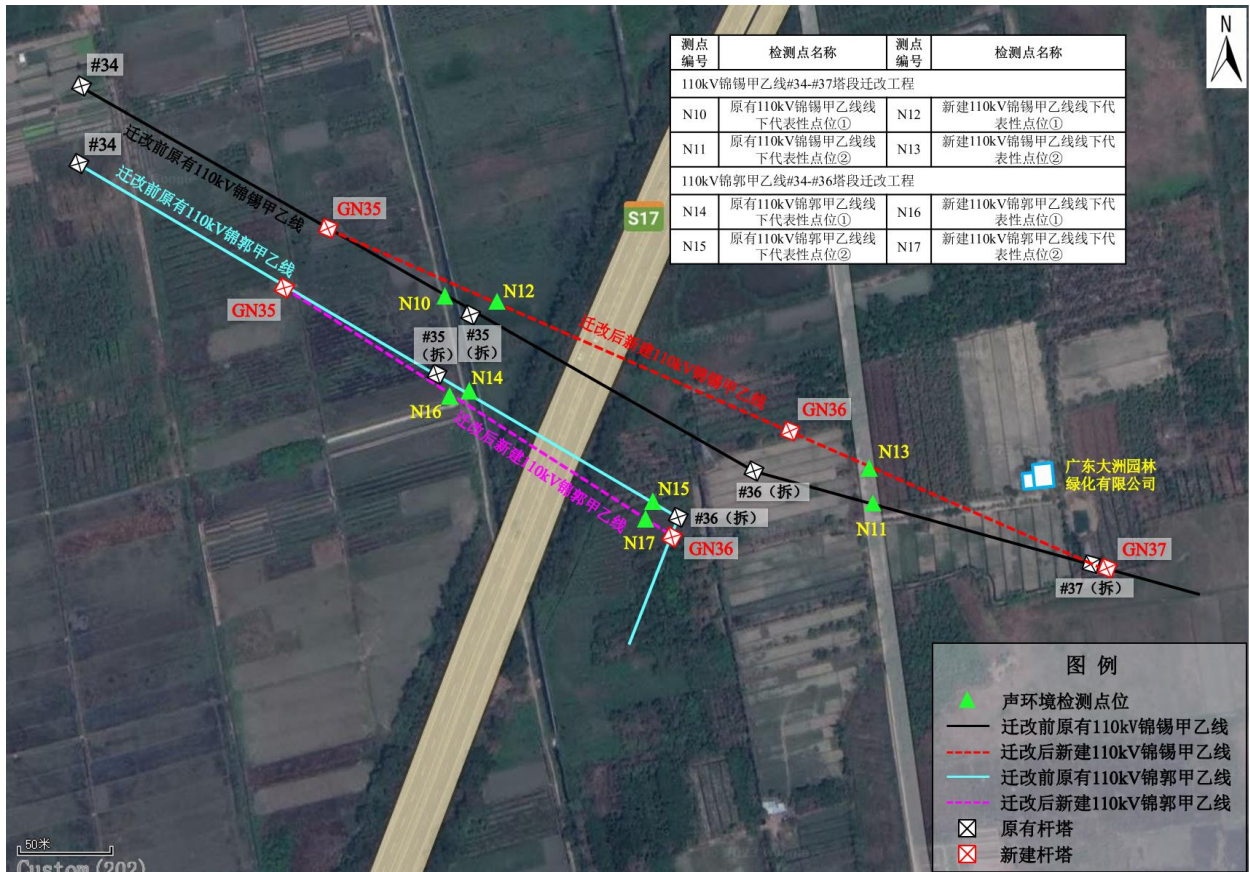 N
测点
编号
检测点名称
测点
编号
检测点名称
110kV锦锡甲乙线#34-#37塔段迁改工程
N10
原有110kV锦锡甲乙线线
下代表性点位①
N12
新建110kV锦锡甲乙线线下代
表性点位①
N11
原有110kV锦锡甲乙线线
下代表性点位②
N13
新建110kV锦锡甲乙线线下代
表性点位②
110kV锦郭甲乙线#34-#36塔段迁改工程
N14
原有110kV锦郭甲乙线线
下代表性点位①
N16
新建110kV锦郭甲乙线线下代
表性点位①
N15
原有110kV锦郭甲乙线线
下代表性点位②
N17
新建110kV锦郭甲乙线线下代
表性点位②
#34
#34
迁改前原有110kV锦锡甲乙线
迁改前原有110kV锦郭甲乙线
GN35
S17
GN35
N10
N12
#35
（拆）
#35
（拆）
迁改后新建110kV锦锡甲乙线
N14
N16
迁改后新建110kV锦郭甲乙线
GN36
N13
#36（拆）
N11
广东大洲园林
绿化有限公司
N15
#36（拆）
N17
GN36
GN37
#37（拆）
图 例
声环境检测点位
迁改前原有110kV锦锡甲乙线
迁改后新建110kV锦锡甲乙线
迁改前原有110kV锦郭甲乙线
迁改后新建110kV锦郭甲乙线
原有杆塔
新建杆塔
50米
Custom(202)